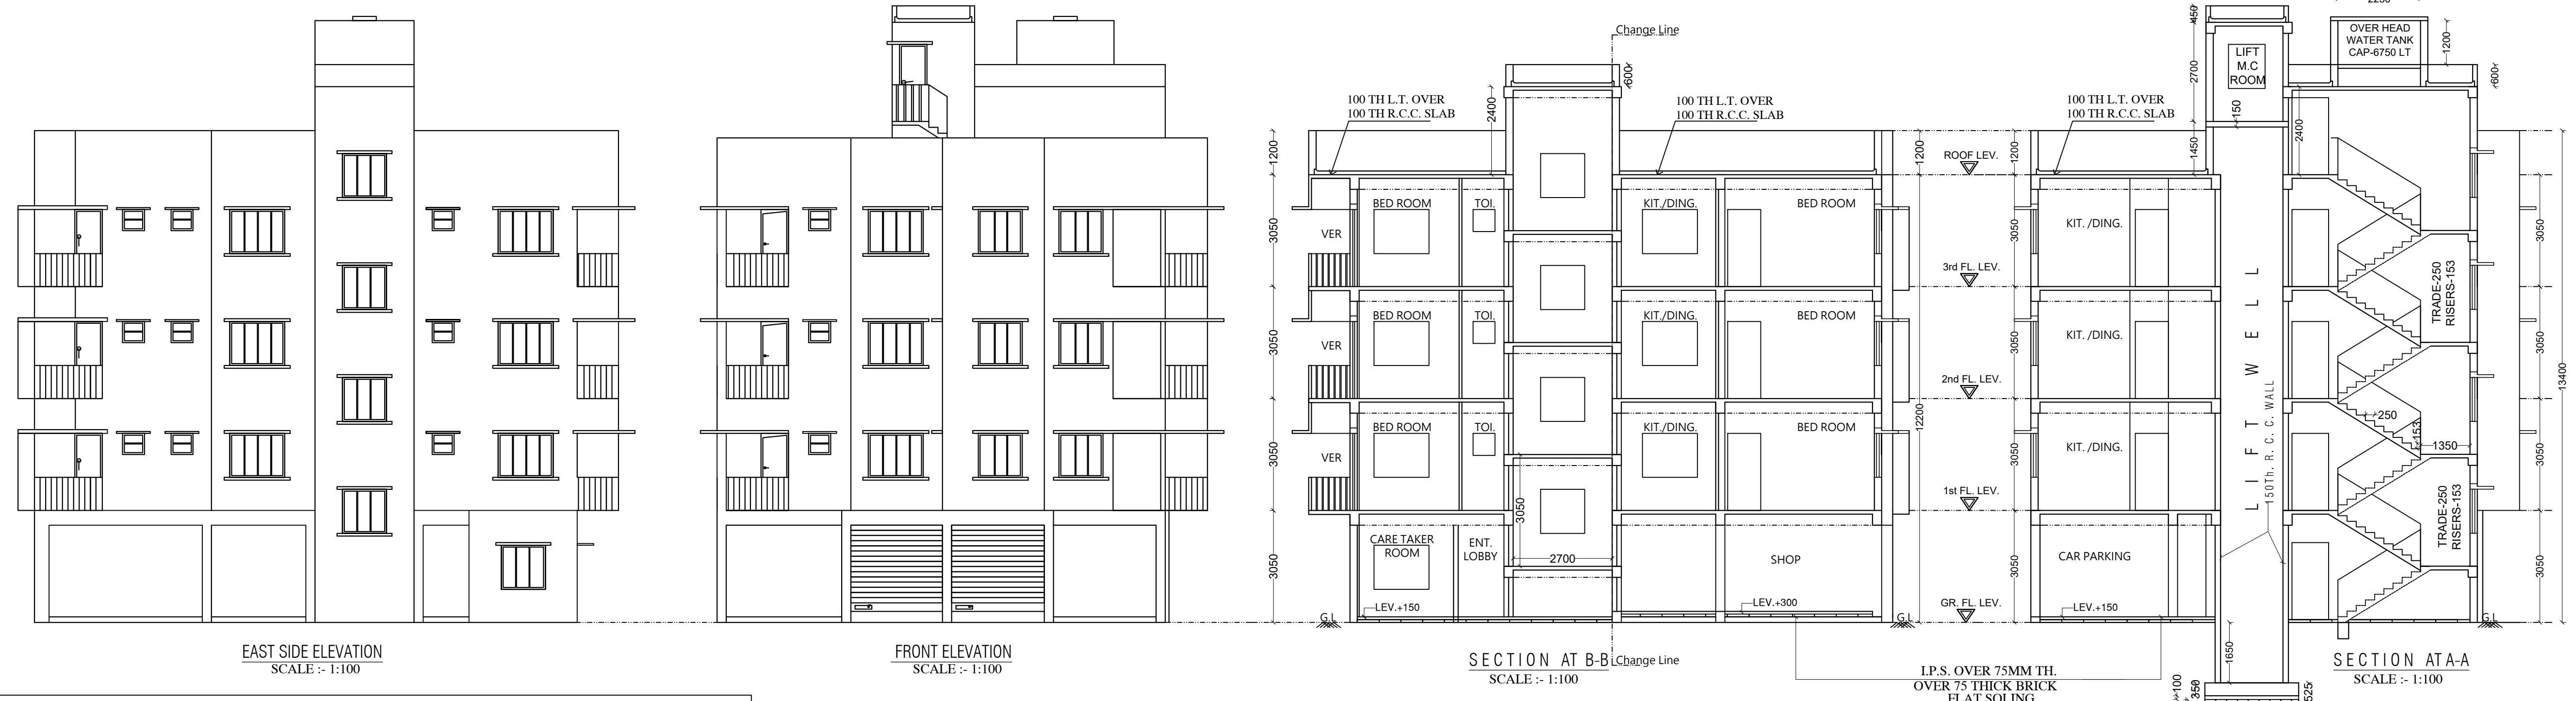 EAST SIDE ELEVATION
SCALE :- 1:100
FRONT ELEVATION
SCALE :- 1:100
Change Line
600
2400
100 TH L.T. OVER
100 TH R.C.C. SLAB
100 TH L.T. OVER
100 TH R.C.C. SLAB
1200
1200
3050
3050
3050
3050
12200
BED ROOM
TOI.
KIT./DING.
BED ROOM
VER
BED ROOM
TOI.
KIT./DING.
BED ROOM
VER
BED ROOM
TOI.
KIT./DING.
BED ROOM
VER
3050
2700
CARE TAKER
ROOM
ENT.
LOBBY
SHOP
LEV.+150
LEV.+300
G.L
G.L
SECTION AT B-B
SCALE :- 1:100
Change Line
ROOF LEV.
3rd FL. LEV.
2nd FL. LEV.
1st FL. LEV.
GR. FL. LEV.
I.P.S. OVER 75MM TH.
OVER 75 THICK BRICK
FLAT SOLING
2250
450
2700
1450
LIFT
M.C
ROOM
150
OVER HEAD
WATER TANK
CAP-6750 LT
1200
600
2400
100 TH L.T. OVER
100 TH R.C.C. SLAB
1200
3050
3050
3050
3050
KIT. /DING.
KIT. /DING.
KIT. /DING.
CAR PARKING
LEV.+150
LIFT WELL
150Th. R. C. C. WALL
TRADE-250
RISERS-153
250
153
1350
TRADE-250
RISERS-153
3050
3050
3050
3050
13400
G.L
1650
100
350
525
SECTION AT A-A
SCALE :- 1:100